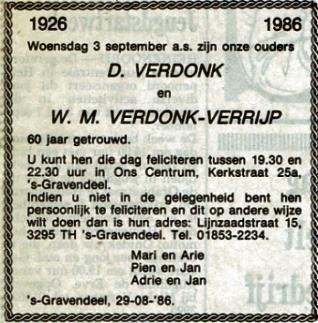 1926 1986
Woensdag 3 september a.s. zijn onze ouders
D. VERDONK
en
W. M. VERDONK-VERRIJP
60 jaar getrouwd.
U kunt hen die dag feliciteren tussen 19.30 en
22.30 uur in Ons Centrum, Kerkstraat 25a,
's-Gravendeel.
Indien u niet in de gelegenheid bent hen
persoonlijk te feliciteren en dit op andere wijze
wilt doen dan is hun adres: Lijnzaadstraat 15,
3295 TH 's-Gravendeel. Tel. 01853-2234.
Mari en Arie
Pien en Jan
Adrie en Jan
's-Gravendeel, 29-08-'86.